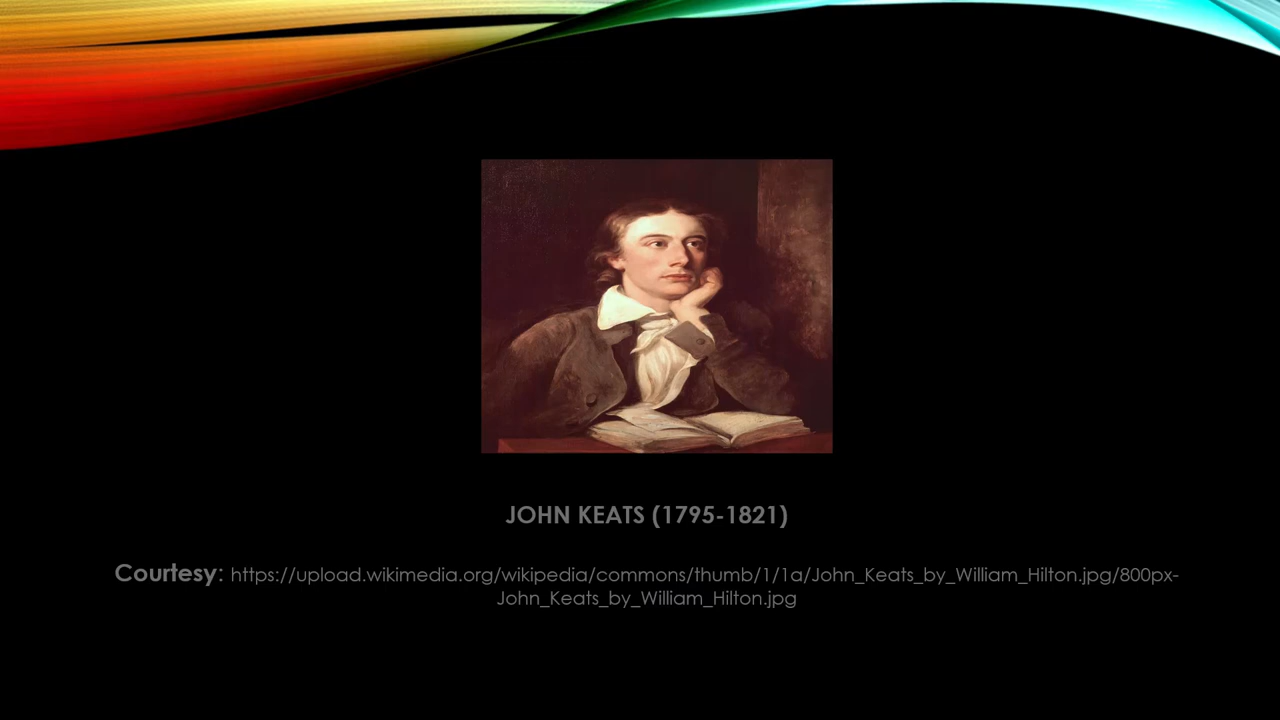 JOHN KEATS (1795-1821)
Courtesy: https://upload.wikimedia.org/wikipedia/commons/thumb/1/1a/John_Keats_by_William_Hilton.jpg/800px-
John_Keats_by_William_Hilton.jpg